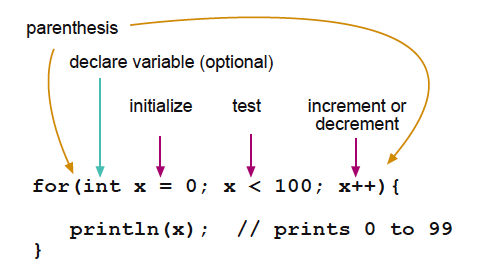 parenthesis
declare variable (optional)
initialize test increment or
decrement
for(int x = 0; x < 100; x++){
println(x); // prints 0 to 99
}